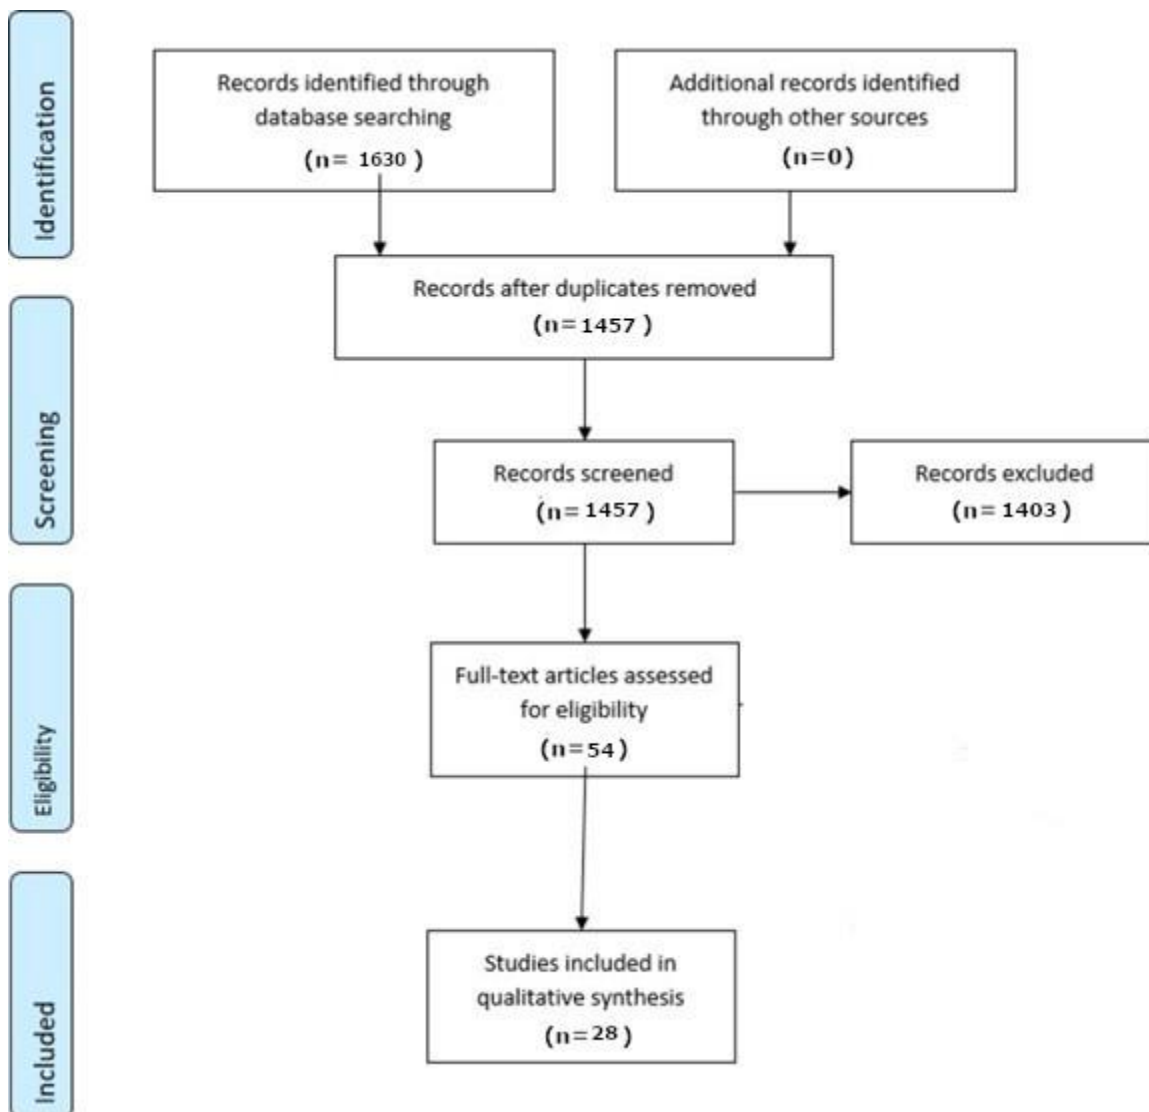 Identification
Records identified through
database searching
(n= 1630 )
Additional records identified
through other sources
(n=0)
Records after duplicates removed
(n=1457 )
Screening
Records screened
(n=1457 )
Records excluded
(n=1403 )
Eligibility
Full-text articles assessed
for eligibility
(n=54 )
Included
Studies included in
qualitative synthesis
(n=28 )